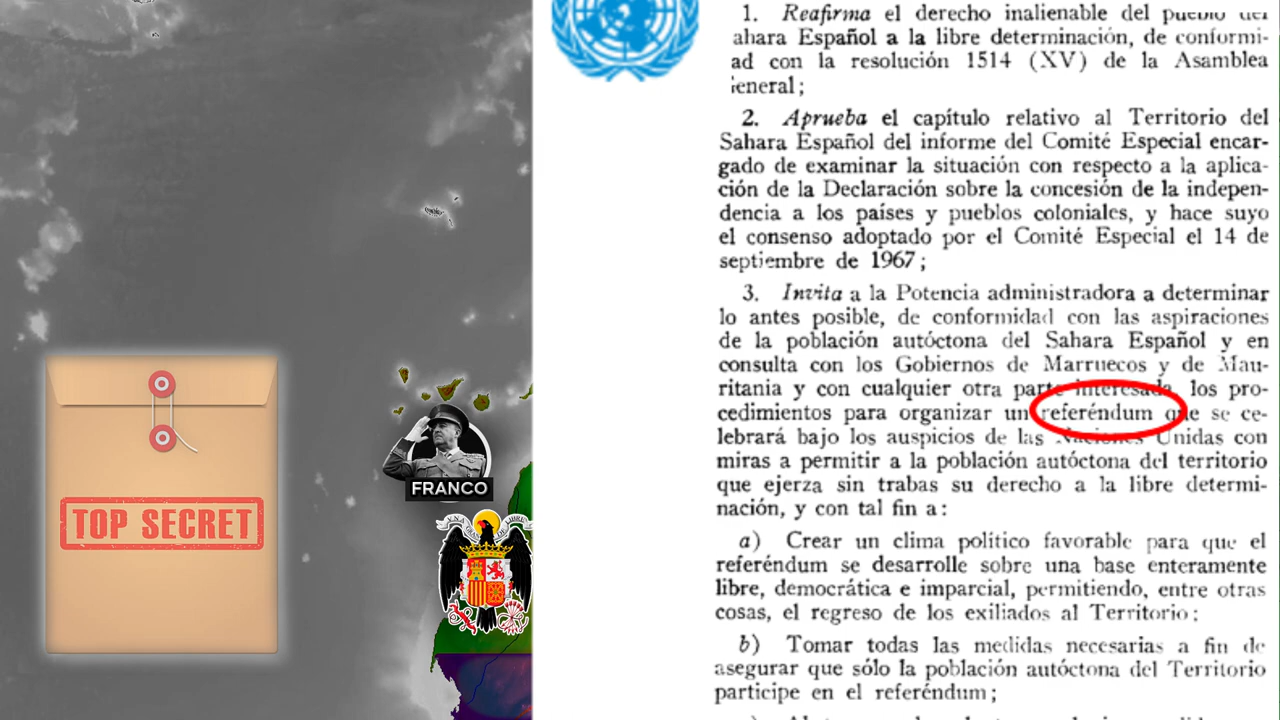 TOP SECRET
FRANCO
UNA
LIBRE
1. Reafirma el derecho inalienable del pueblo del
ahara Español a la libre determinación, de conformi-
ad con la resolución 1514 (XV) de la Asamblea
ieneral;
2. Aprueba el capítulo relativo al Territorio del
Sahara Español del informe del Comité Especial encar-
gado de examinar la situación con respecto a la aplica-
ción de la Declaración sobre la concesión de la indepen-
dencia a los países y pueblos coloniales, y hace suyo
el consenso adoptado por el Comité Especial el 14 de
septiembre de 1967;
3. Invita a la Potencia administradora a determinar
lo antes posible, de conformidad con las aspiraciones
de la población autóctona del Sahara Español y en
consulta con los Gobiernos de Marruecos y de Mau-
ritania y con cualquier otra parte interesada, los pro-
cedimientos para organizar un referéndum que se ce-
lebrará bajo los auspicios de las Naciones Unidas con
miras a permitir a la población autóctona del territorio
que ejerza sin trabas su derecho a la libre determi-
nación, y con tal fin a:
a) Crear un clima político favorable para que el
referéndum se desarrolle sobre una base enteramente
libre, democrática e imparcial, permitiendo, entre otras
cosas, el regreso de los exiliados al Territorio;
b) Tomar todas las medidas necesarias a fin de
asegurar que sólo la población autóctona del Territorio
participe en el referéndum;